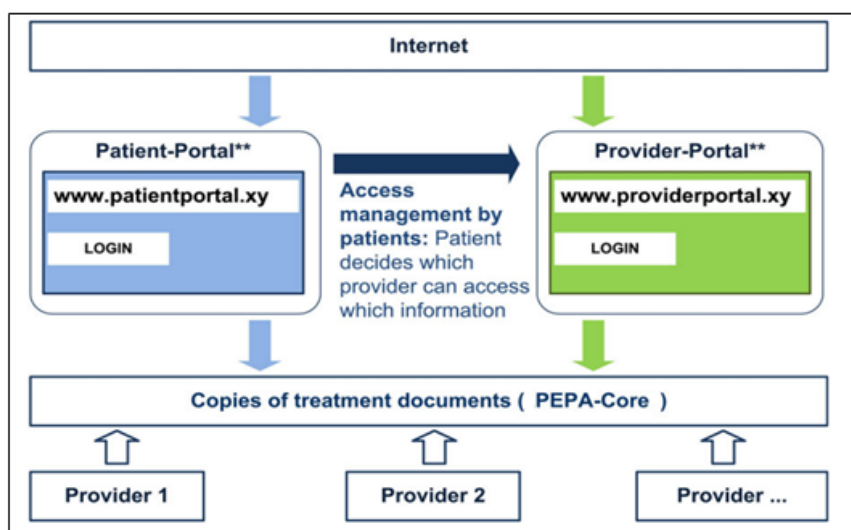 Internet
Patient-Portal**
www.patientportal.xy
LOGIN
Access
management by
patients: Patient
decides which
provider can access
which information
Provider-Portal**
www.providerportal.xy
LOGIN
Copies of treatment documents ( PEPA-Core )
Provider 1
Provider 2
Provider ...